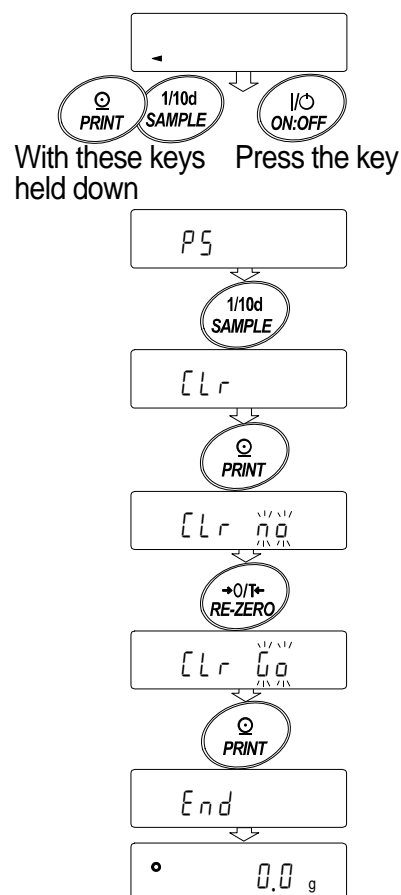 ◄
PRINT
1/10d
SAMPLE
I/⏻
ON:OFF
With these keys
held down
Press the key
PS
1/10d
SAMPLE
CLr
PRINT
CLr no
→0/T←
RE-ZERO
CLr Go
PRINT
End
0.0 g